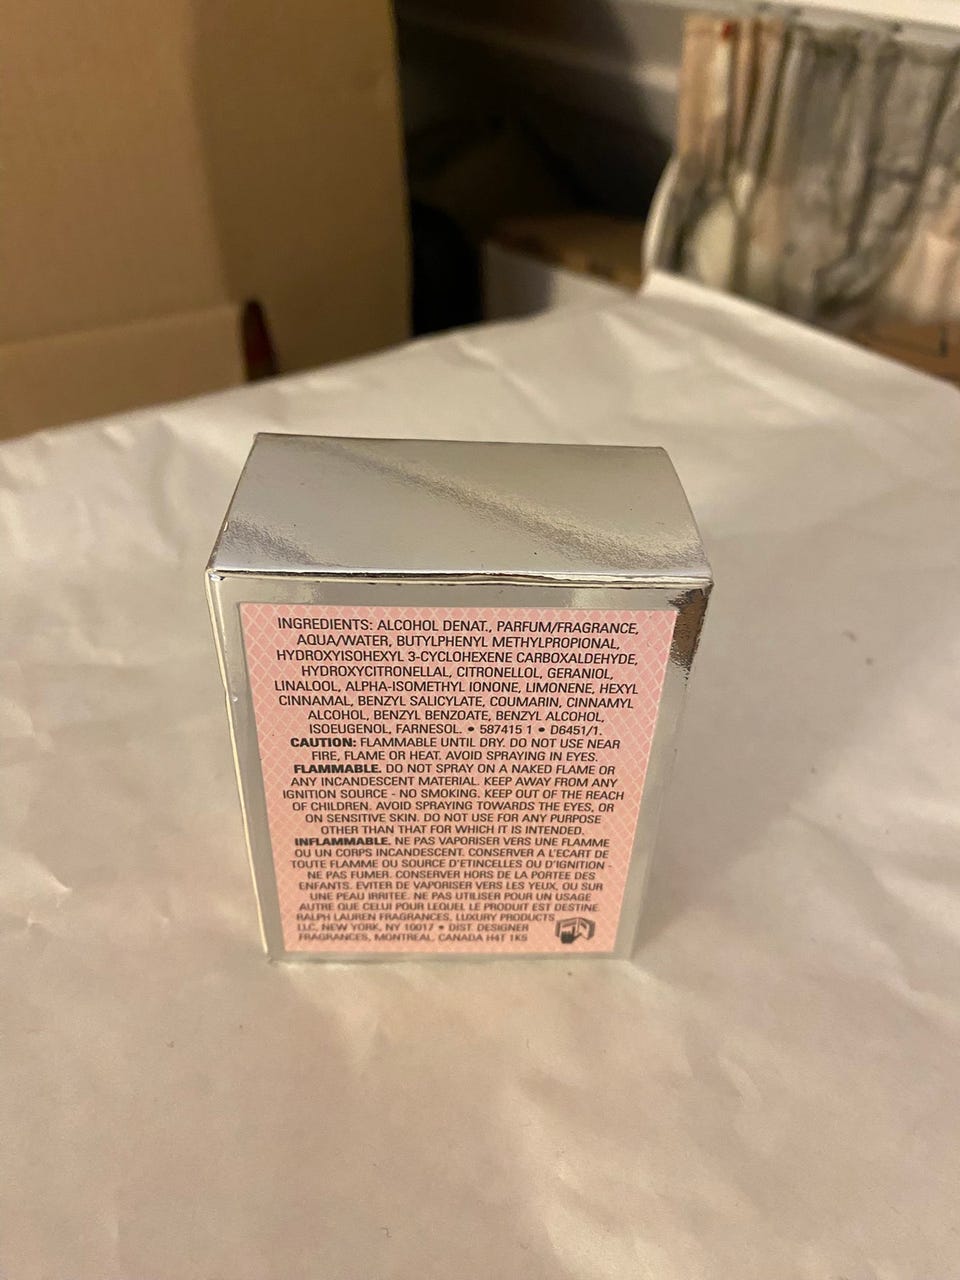 INGREDIENTS: ALCOHOL DENAT., PARFUM/FRAGRANCE,
AQUA/WATER, BUTYLPHENYL METHYLPROPIONAL,
HYDROXYISOHEXYL 3-CYCLOHEXENE CARBOXALDEHYDE,
HYDROXYCITRONELLAL, CITRONELLOL, GERANIOL,
LINALOOL, ALPHA-ISOMETHYL IONONE, LIMONENE, HEXYL
CINNAMAL, BENZYL SALICYLATE, COUMARIN, CINNAMYL
ALCOHOL, BENZYL BENZOATE, BENZYL ALCOHOL,
ISOEUGENOL, FARNESOL. • 587415 1 • D6451/1.
CAUTION: FLAMMABLE UNTIL DRY. DO NOT USE NEAR
FIRE, FLAME OR HEAT. AVOID SPRAYING IN EYES.
FLAMMABLE. DO NOT SPRAY ON A NAKED FLAME OR
ANY INCANDESCENT MATERIAL. KEEP AWAY FROM ANY
IGNITION SOURCE - NO SMOKING. KEEP OUT OF THE REACH
OF CHILDREN. AVOID SPRAYING TOWARDS THE EYES, OR
ON SENSITIVE SKIN. DO NOT USE FOR ANY PURPOSE
OTHER THAN THAT FOR WHICH IT IS INTENDED.
INFLAMMABLE. NE PAS VAPORISER VERS UNE FLAMME
OU UN CORPS INCANDESCENT. CONSERVER A L'ECART DE
TOUTE FLAMME OU SOURCE D'ETINCELLES OU D'IGNITION -
NE PAS FUMER. CONSERVER HORS DE LA PORTEE DES
ENFANTS. EVITER DE VAPORISER VERS LES YEUX, OU SUR
UNE PEAU IRRITEE. NE PAS UTILISER POUR UN USAGE
AUTRE QUE CELUI POUR LEQUEL LE PRODUIT EST DESTINE.
RALPH LAUREN FRAGRANCES, LUXURY PRODUCTS
LLC, NEW YORK, NY 10017 • DIST. DESIGNER
FRAGRANCES, MONTREAL, CANADA H4T 1K5